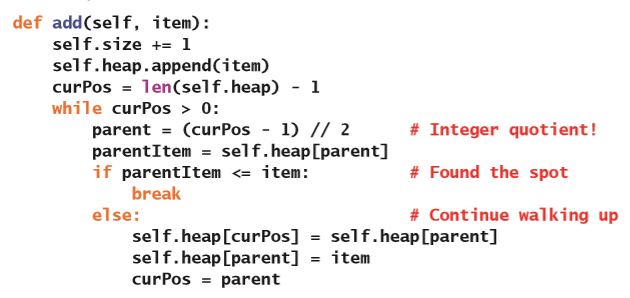 def add(self, item):
    self.size += 1
    self.heap.append(item)
    curPos = len(self.heap) - 1
    while curPos > 0:
        parent = (curPos - 1) // 2      # Integer quotient!
        parentItem = self.heap[parent]
        if parentItem <= item:          # Found the spot
            break
        else:                           # Continue walking up
            self.heap[curPos] = self.heap[parent]
            self.heap[parent] = item
            curPos = parent